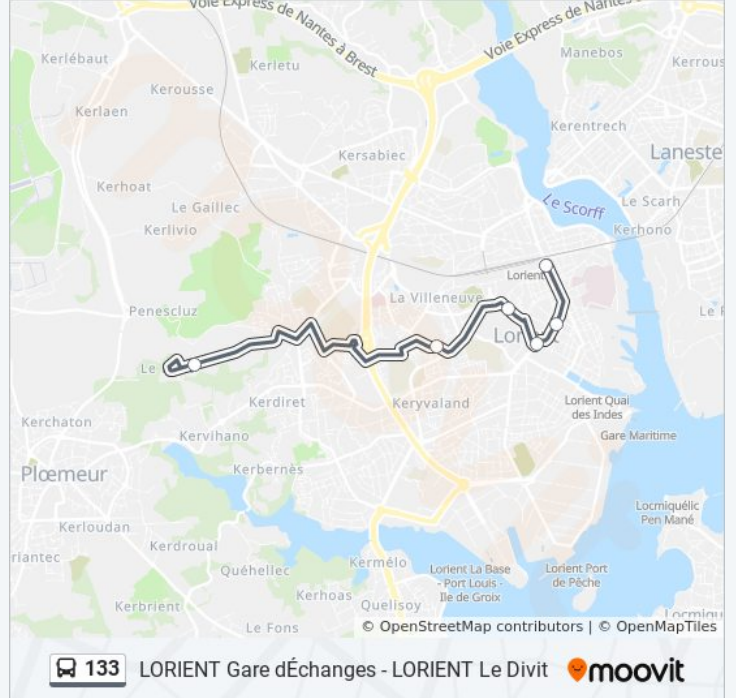 Voie Express de Nantes à Brest
Voie Express de Nantes
Kerlébaut
Kerletu
Manebos
Kerrous
Kerousse
Kerlaen
Kerentrech
Kersabiec
Laneste
Kerhoat
Le Gaillec
Le Scorff
Le Scarh
Kerlivio
Kerhono
Lorient
La Villeneuve
Penescluz
Le
Kerdiret
Keryvaland
Lorient Quai
des Indes
Kerchaton
Kervihano
Gare Maritime
Plœmeur
Kerbernès
Locmiquélic
Pen Mané
Kerloudan
Kerdroual
riantec
Quéhellec
Kermélo
Lorient La Base
- Port Louis -
Ile de Groix
Lorient Port
de Pêche
Kerbrient
Kerhoas
Quelisoy
Locmiqu
Le Fons
© OpenStreetMap contributors | © OpenMapTiles
133 LORIENT Gare dÉchanges - LORIENT Le Divit moovit